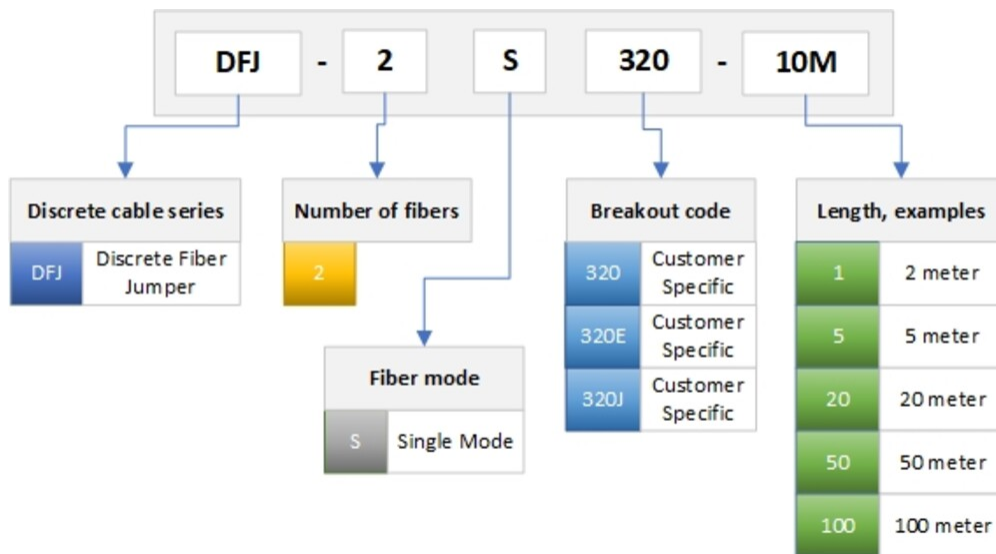 DFJ - 2 S 320 - 10M
Discrete cable series
DFJ Discrete Fiber
Jumper
Number of fibers
2
Fiber mode
S Single Mode
Breakout code
320 Customer
Specific
320E Customer
Specific
320J Customer
Specific
Length, examples
1 2 meter
5 5 meter
20 20 meter
50 50 meter
100 100 meter